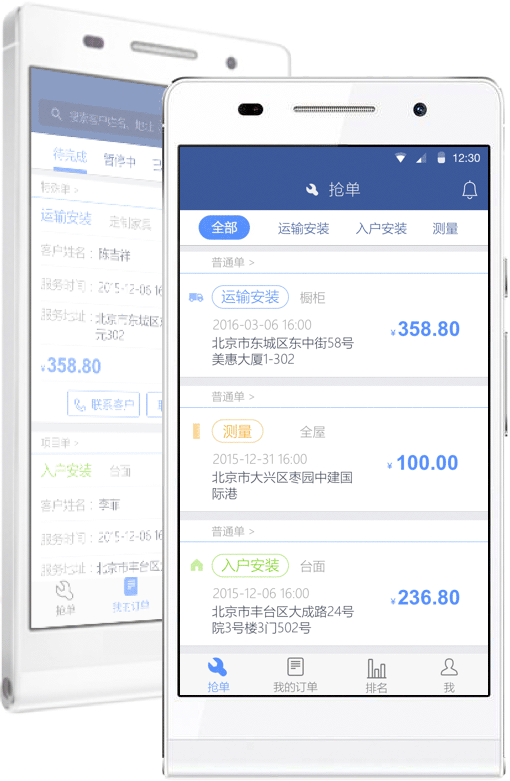 搜索客户姓名、地址
待完成
暂停中
抢哟单 >
运输安装
定制家具
客户姓名：
陈吉祥
服务时间：
2015-12-06 16
服务地址：
北京市东城区
元302
¥358.80
联系客户
项目单 >
入户安装
台面
客户姓名：
李菲
服务时间：
2015-12-06 16
服务地址：
北京市丰台区
抢单
我的订单
12:30
抢单
全部
运输安装
入户安装
测量
普通单 >
运输安装
橱柜
2016-03-06 16:00
¥358.80
北京市东城区东中街58号
美惠大厦1-302
普通单 >
测量
全屋
2015-12-31 16:00
¥100.00
北京市大兴区枣园中建国
际港
普通单 >
入户安装
台面
2015-12-06 16:00
¥236.80
北京市丰台区大成路24号
院3号楼3门502号
抢单
我的订单
排名
我